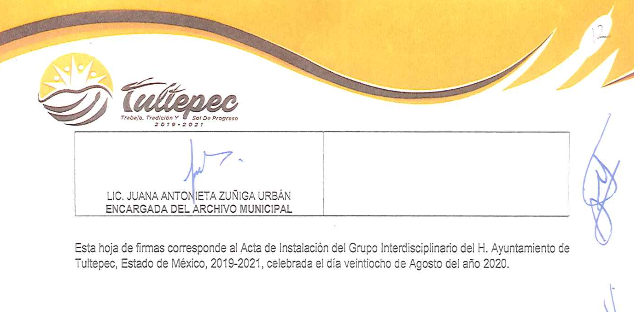 Tultepec
Trabajo, Tradición Y Sol De Progreso
2019-2021
LIC. JUANA ANTONIETA ZUÑIGA URBÁN
ENCARGADA DEL ARCHIVO MUNICIPAL
Esta hoja de firmas corresponde al Acta de Instalación del Grupo Interdisciplinario del H. Ayuntamiento de
Tultepec, Estado de México, 2019-2021, celebrada el día veintiocho de Agosto del año 2020.